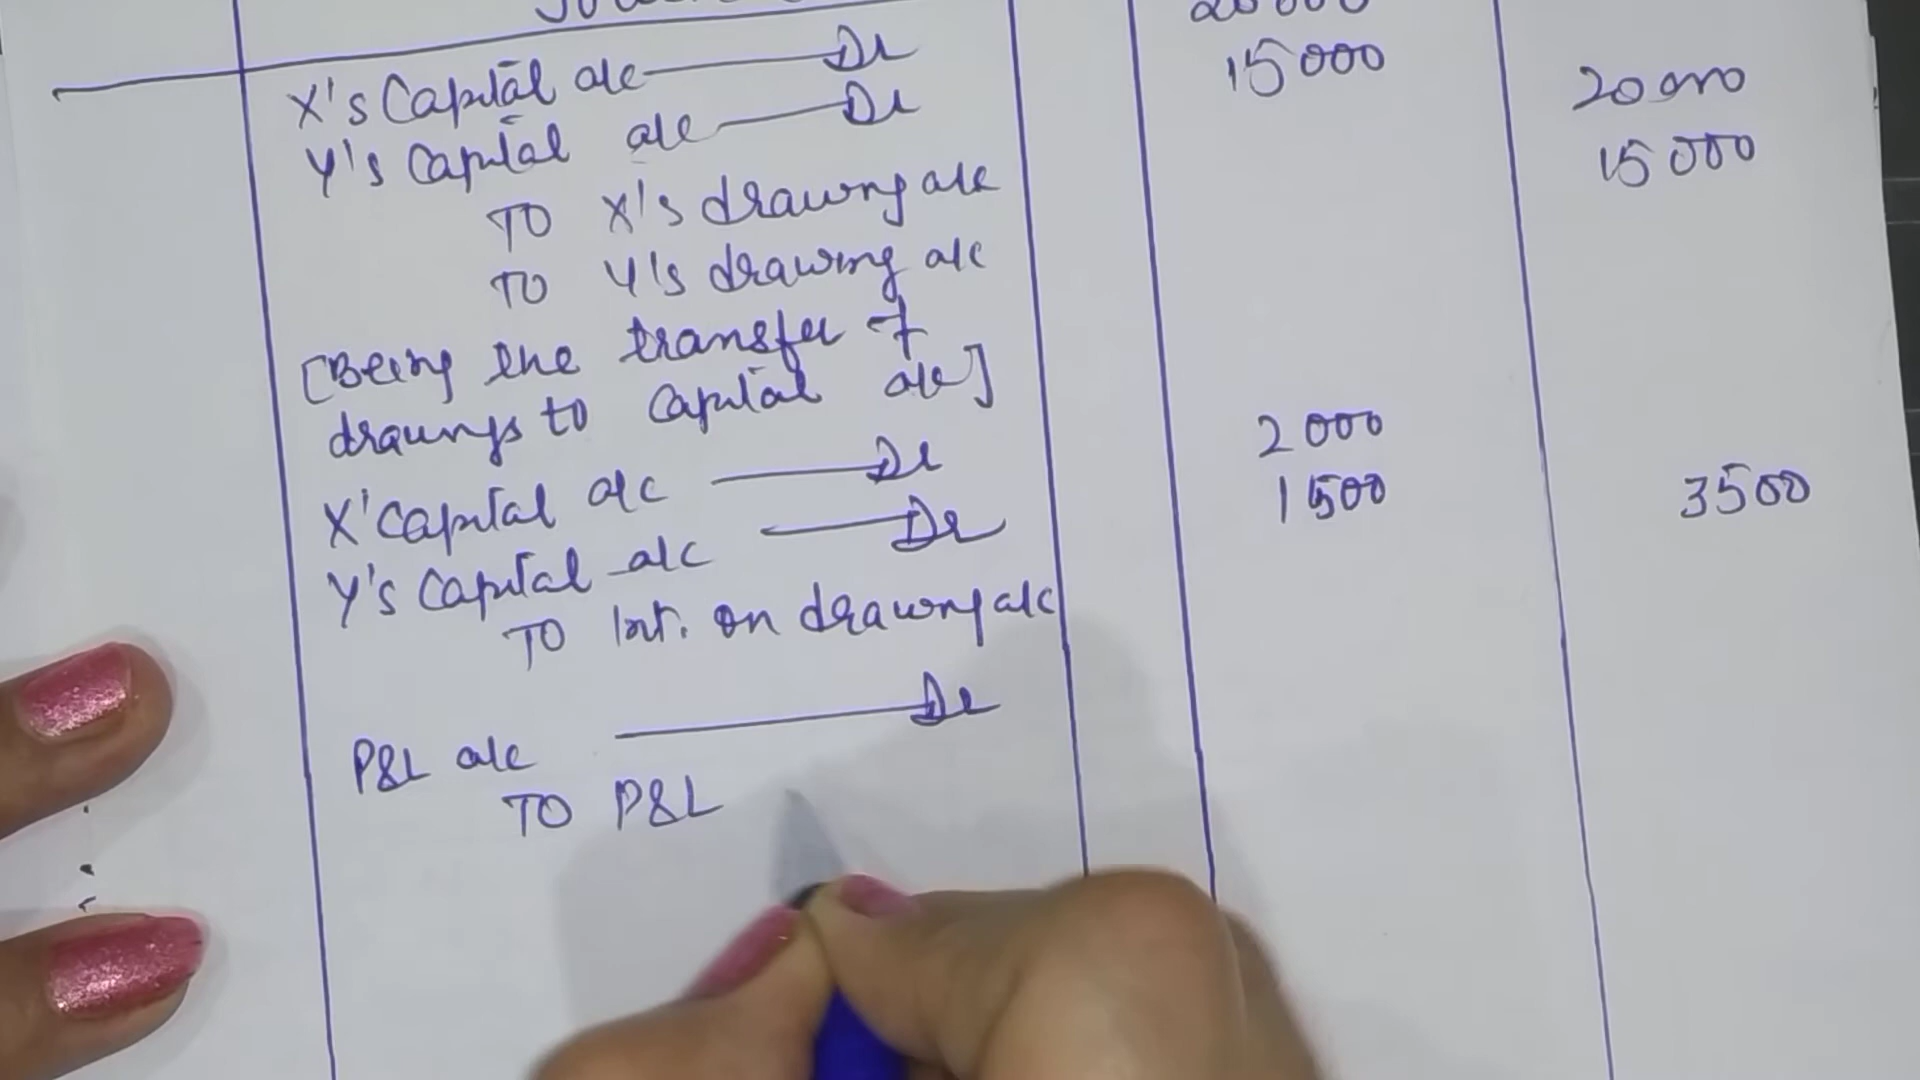 X's Capital a/c Dr 15000
Y's Capital a/c Dr 20000
TO X's drawing a/c 15000
TO Y's drawing a/c
[Being the transfer of
drawings to capital a/c]
X' Capital a/c Dr 2000
Y's Capital a/c Dr 1500 3500
TO Int. on drawing a/c
P&L a/c Dr
TO P&L